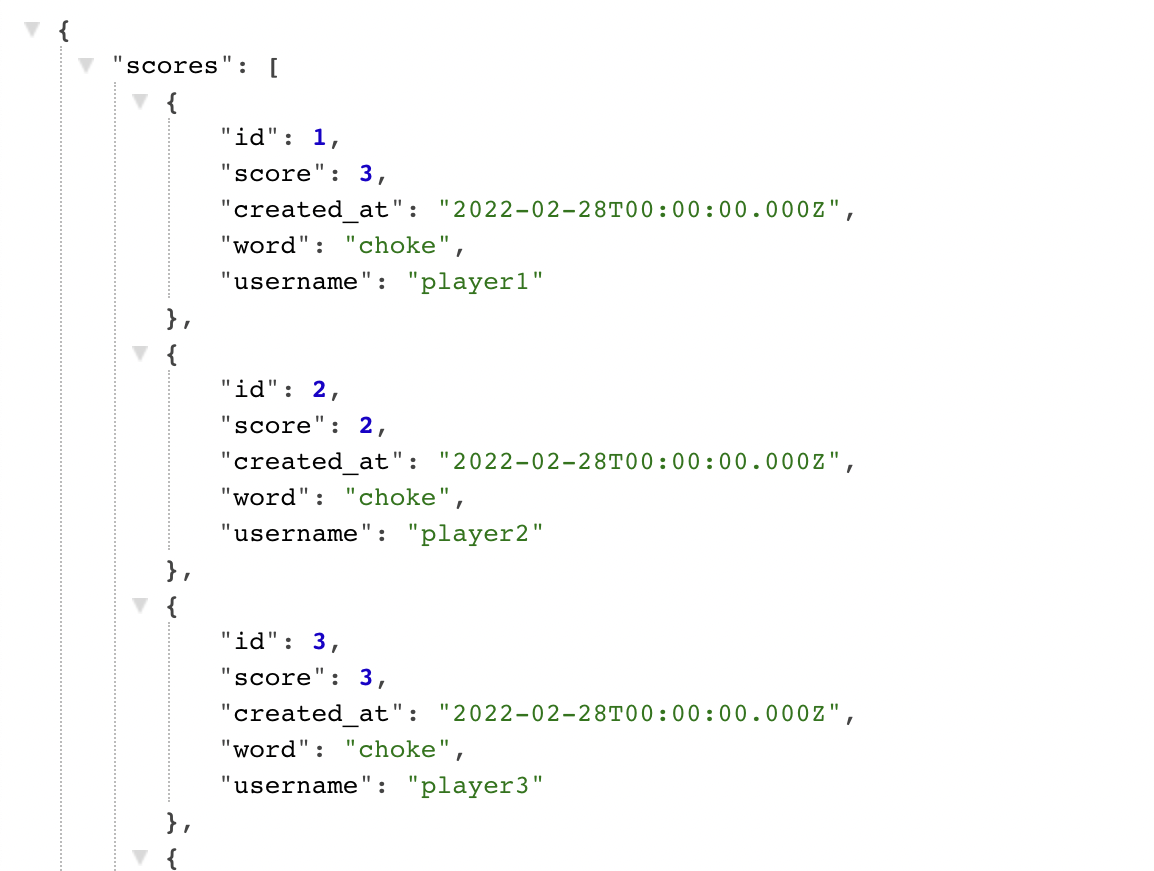 {
"scores": [
{
"id": 1,
"score": 3,
"created_at": "2022-02-28T00:00:00.000Z",
"word": "choke",
"username": "player1"
},
{
"id": 2,
"score": 2,
"created_at": "2022-02-28T00:00:00.000Z",
"word": "choke",
"username": "player2"
},
{
"id": 3,
"score": 3,
"created_at": "2022-02-28T00:00:00.000Z",
"word": "choke",
"username": "player3"
},
{